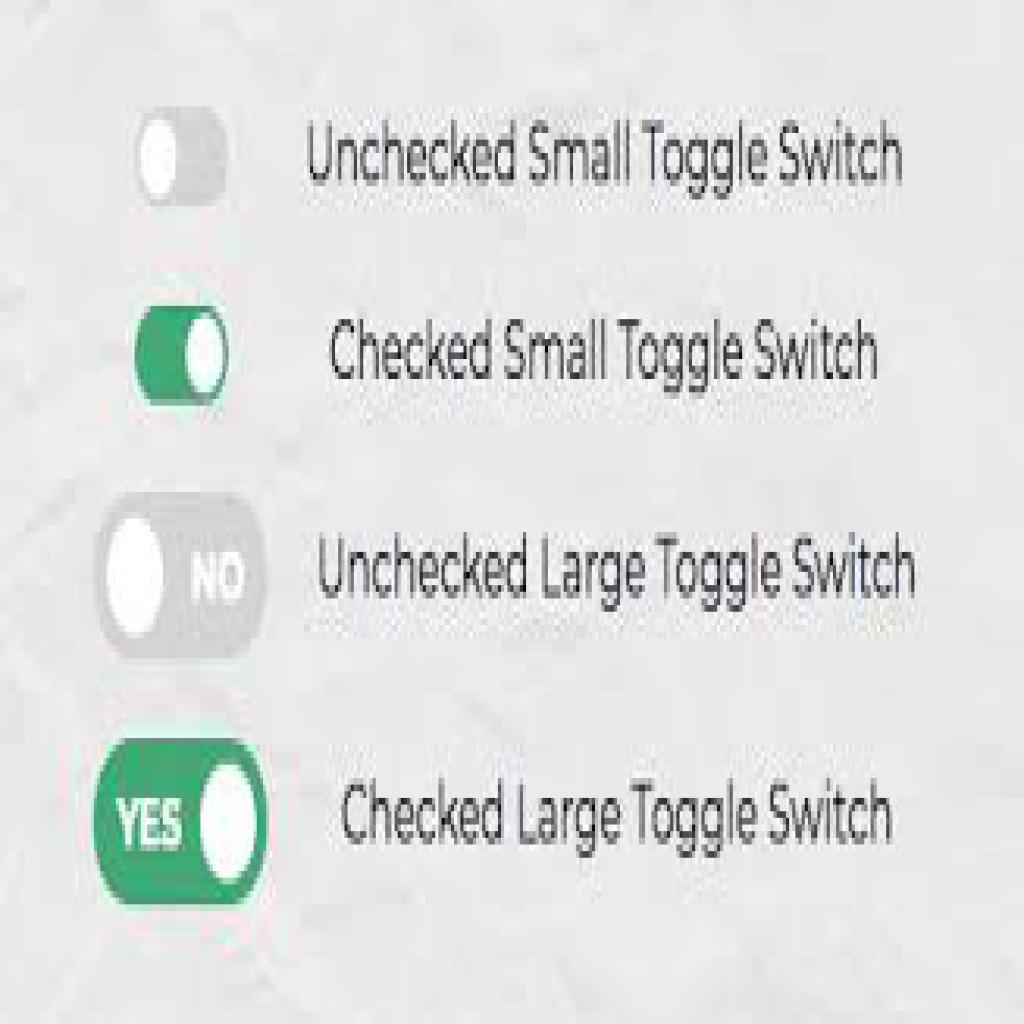 Unchecked Small Toggle Switch
Checked Small Toggle Switch
NO Unchecked Large Toggle Switch
YES Checked Large Toggle Switch